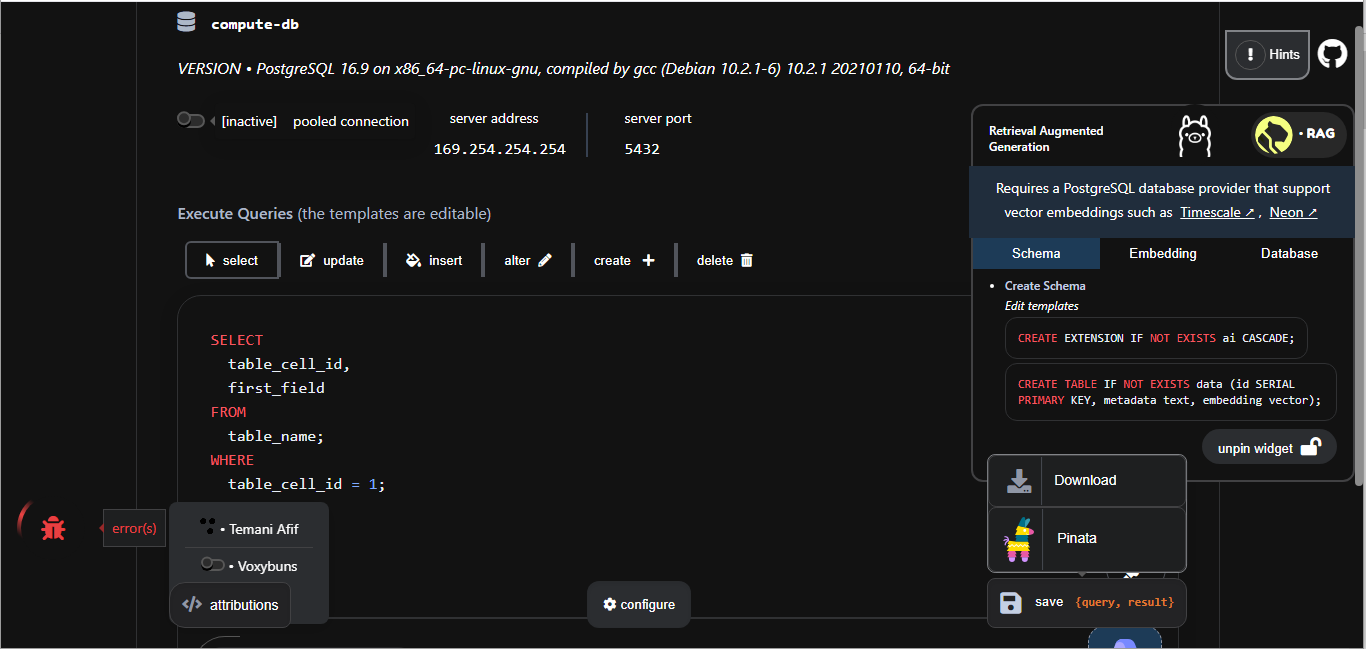 compute-db
VERSION • PostgreSQL 16.9 on x86_64-pc-linux-gnu, compiled by gcc (Debian 10.2.1-6) 10.2.1 20210110, 64-bit
! Hints
[inactive] pooled connection
server address
169.254.254.254
server port
5432
Retrieval Augmented
Generation
• RAG
Requires a PostgreSQL database provider that support
vector embeddings such as Timescale ↗ , Neon ↗
Schema Embedding Database
• Create Schema
Edit templates
CREATE EXTENSION IF NOT EXISTS ai CASCADE;
CREATE TABLE IF NOT EXISTS data (id SERIAL
PRIMARY KEY, metadata text, embedding vector);
unpin widget
Execute Queries (the templates are editable)
select update insert alter create delete
SELECT
table_cell_id,
first_field
FROM
table_name;
WHERE
table_cell_id = 1;
error(s)
• Temani Afif
• Voxybuns
</> attributions
configure
Download
Pinata
save {query, result}